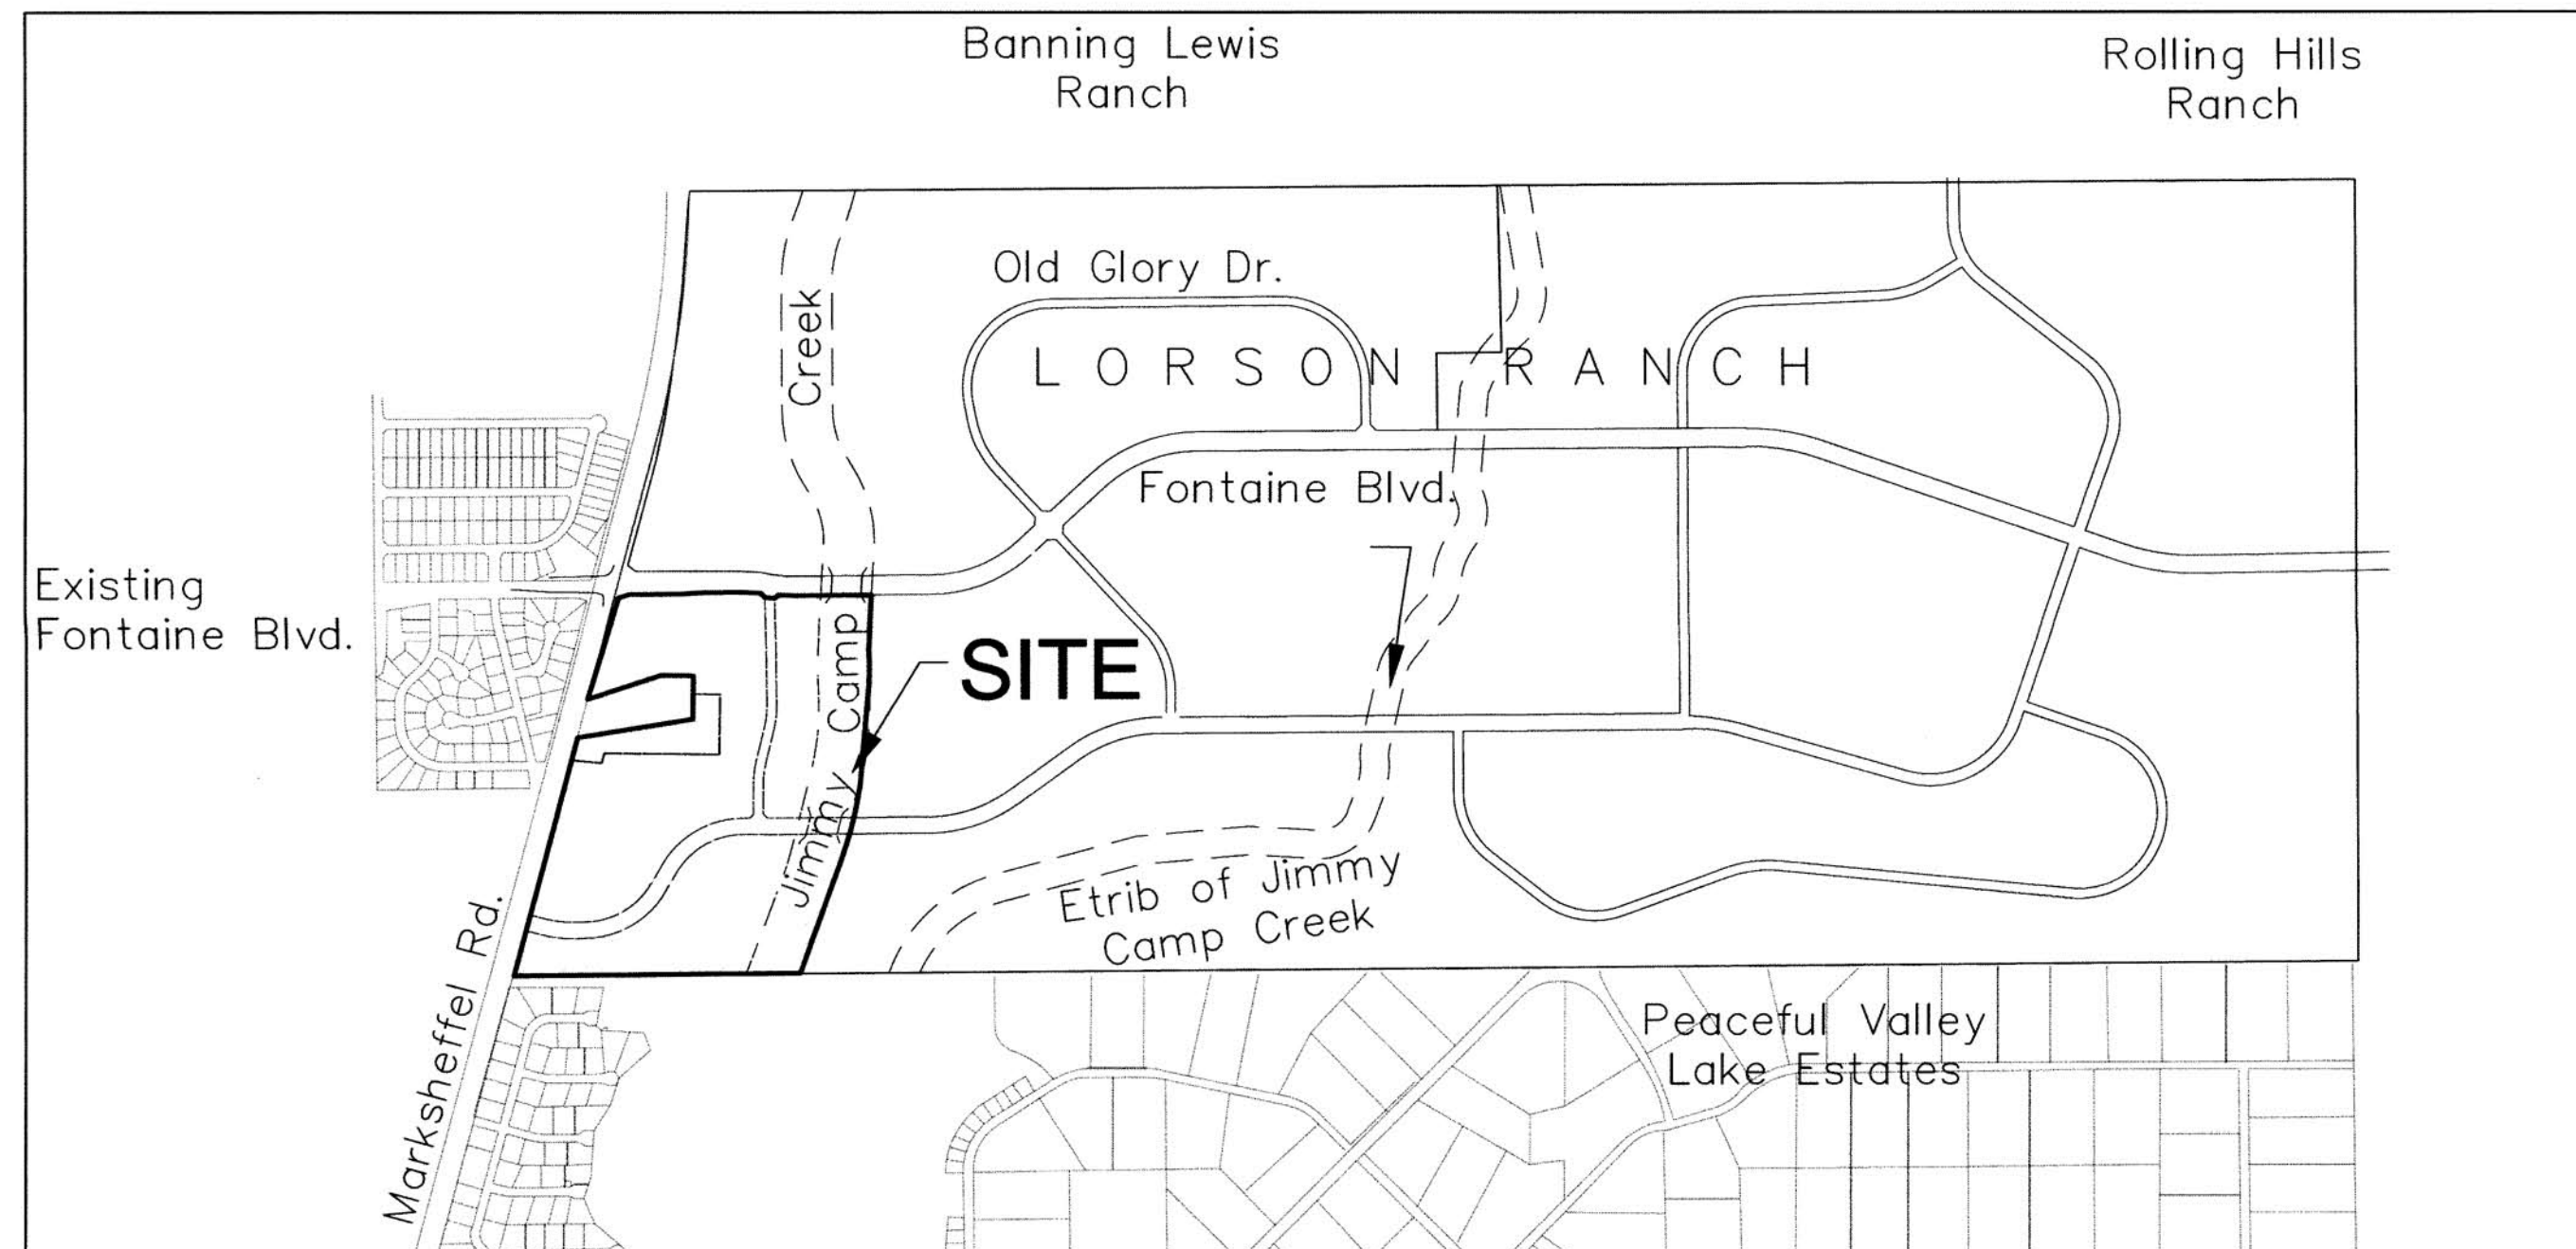 Banning Lewis
Ranch
Rolling Hills
Ranch
Old Glory Dr.
Creek
LORSON RANCH
Fontaine Blvd.
Existing
Fontaine Blvd.
SITE
Jimmy Camp
Etrib of Jimmy
Camp Creek
Marksheffel Rd.
Peaceful Valley
Lake Estates